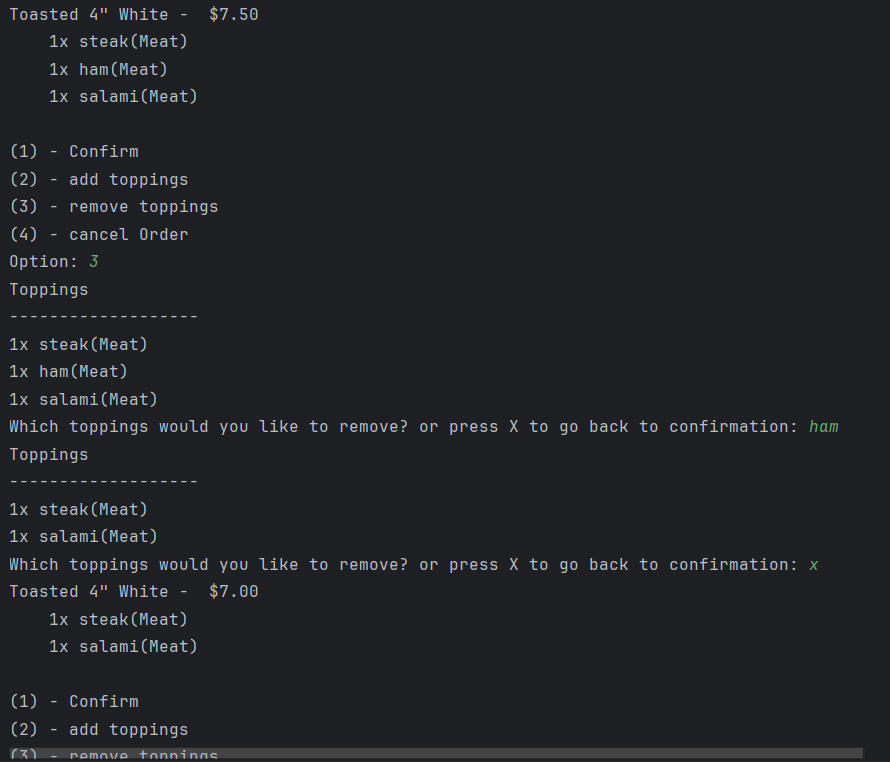 Toasted 4" White -  $7.50
    1x steak(Meat)
    1x ham(Meat)
    1x salami(Meat)

(1) - Confirm
(2) - add toppings
(3) - remove toppings
(4) - cancel Order
Option: 3
Toppings
-------------------
1x steak(Meat)
1x ham(Meat)
1x salami(Meat)
Which toppings would you like to remove? or press X to go back to confirmation: ham
Toppings
-------------------
1x steak(Meat)
1x salami(Meat)
Which toppings would you like to remove? or press X to go back to confirmation: x
Toasted 4" White -  $7.00
    1x steak(Meat)
    1x salami(Meat)

(1) - Confirm
(2) - add toppings
(3) - remove toppings